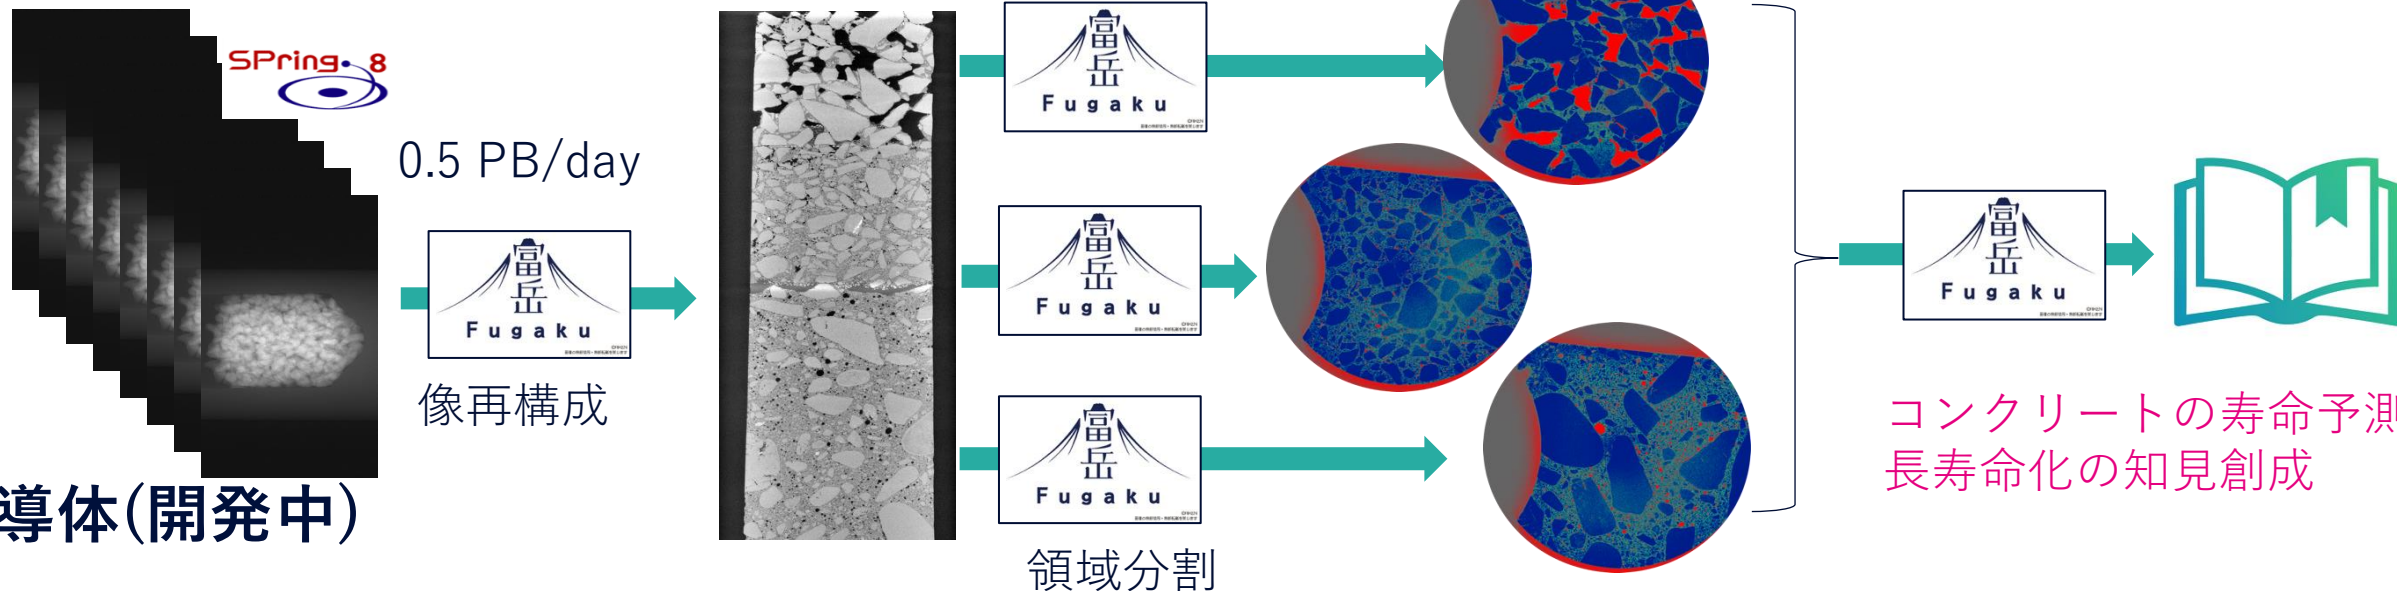 SPring-8
0.5 PB/day
富岳
Fugaku
像再構成
富岳
Fugaku
富岳
Fugaku
富岳
Fugaku
領域分割
富岳
Fugaku
コンクリートの寿命予測
長寿命化の知見創成
導体(開発中)